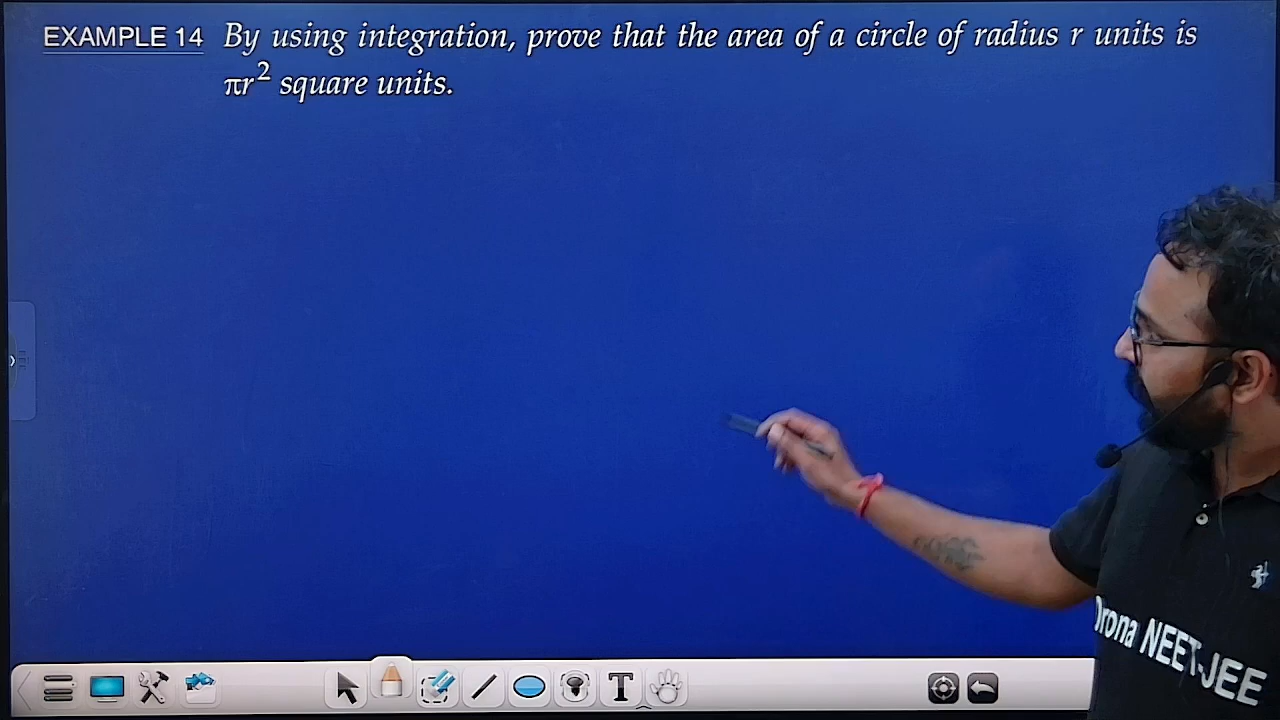 EXAMPLE 14 By using integration, prove that the area of a circle of radius r units is
πr² square units.
T
Drona NEET-JEE